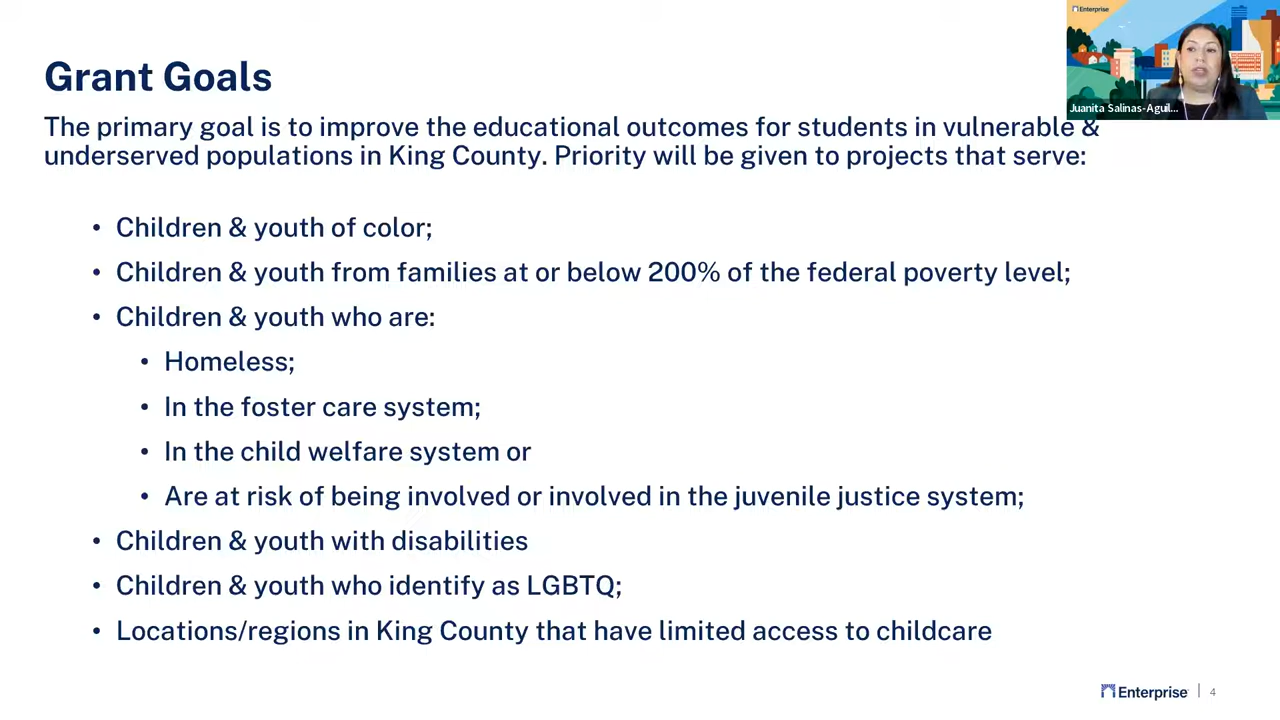 Enterprise
Juanita Salinas-Aguil...
Grant Goals
The primary goal is to improve the educational outcomes for students in vulnerable &
underserved populations in King County. Priority will be given to projects that serve:
• Children & youth of color;
• Children & youth from families at or below 200% of the federal poverty level;
• Children & youth who are:
• Homeless;
• In the foster care system;
• In the child welfare system or
• Are at risk of being involved or involved in the juvenile justice system;
• Children & youth with disabilities
• Children & youth who identify as LGBTQ;
• Locations/regions in King County that have limited access to childcare
Enterprise | 4